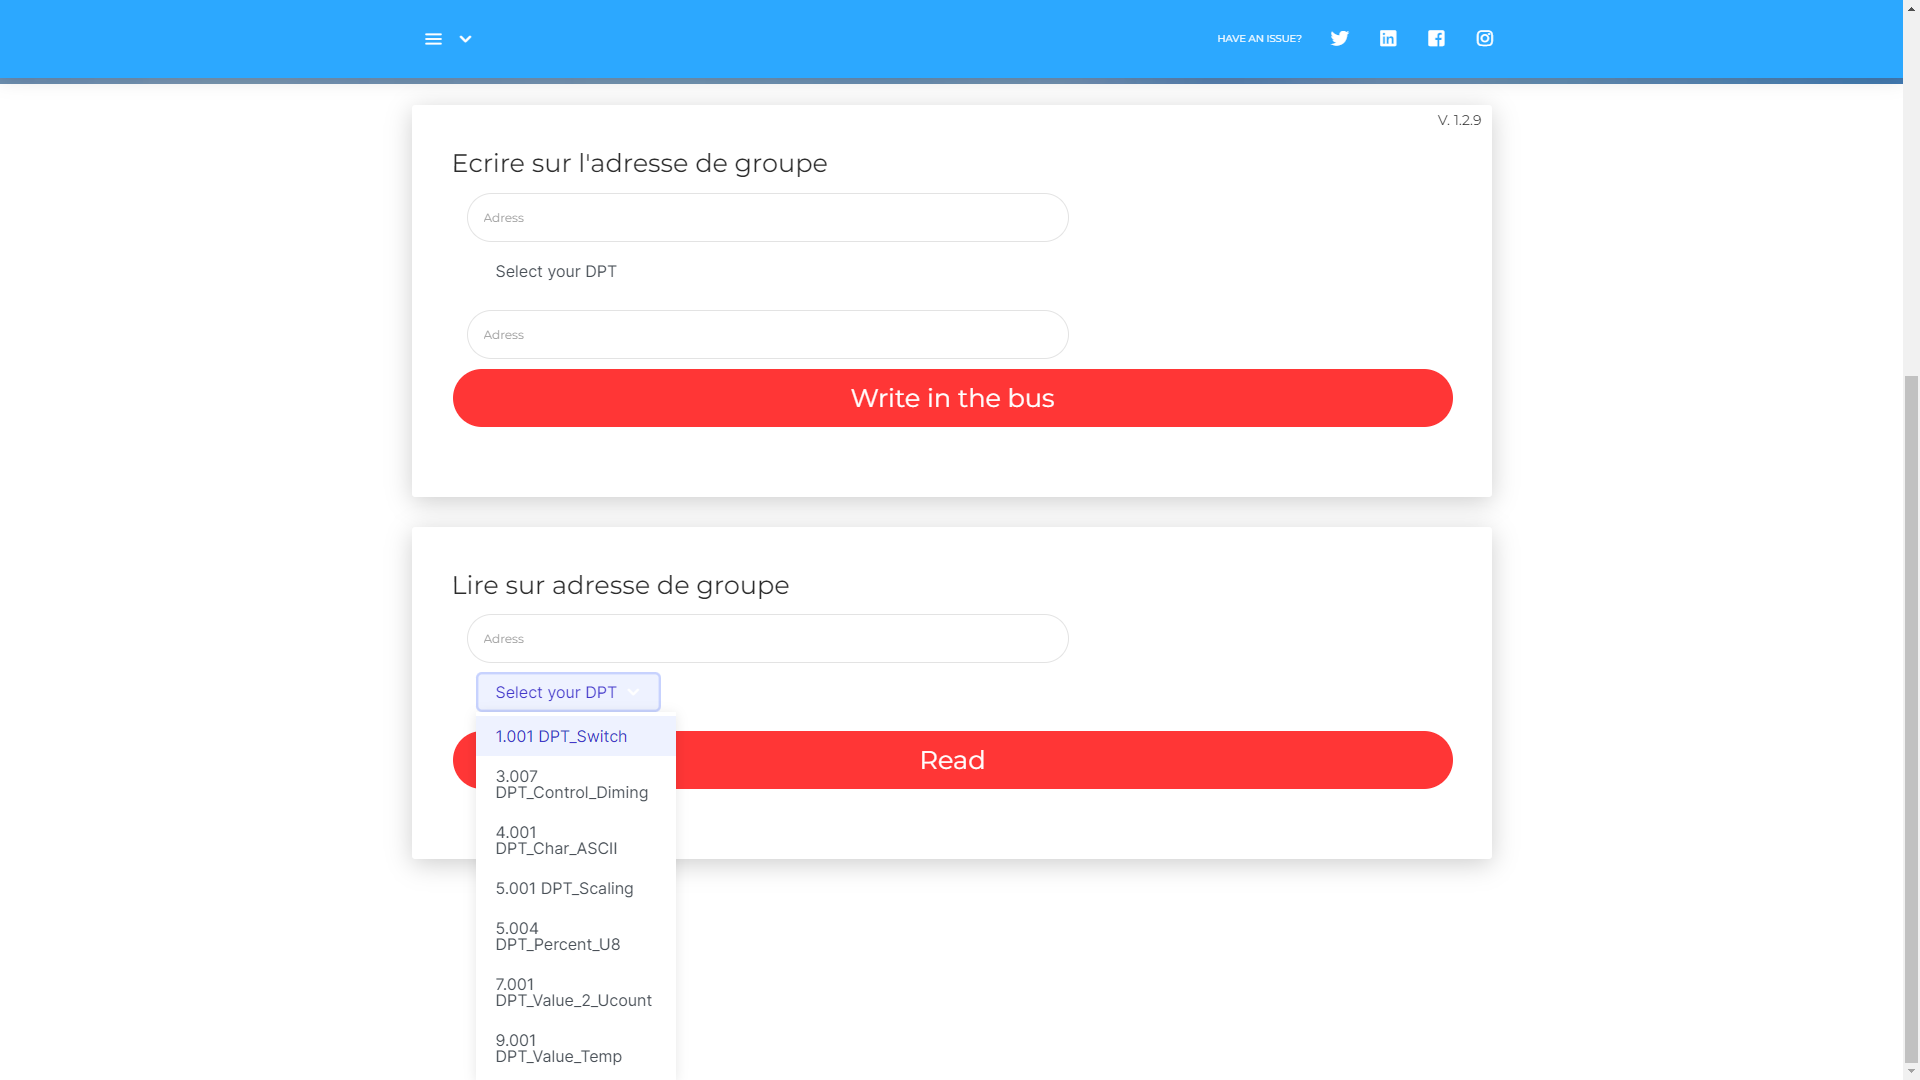 HAVE AN ISSUE?
V. 1.2.9
Ecrire sur l'adresse de groupe
Adress
Select your DPT
Adress
Write in the bus
Lire sur adresse de groupe
Adress
Select your DPT
1.001 DPT_Switch
Read
3.007
DPT_Control_Diming
4.001
DPT_Char_ASCII
5.001 DPT_Scaling
5.004
DPT_Percent_U8
7.001
DPT_Value_2_Ucount
9.001
DPT_Value_Temp